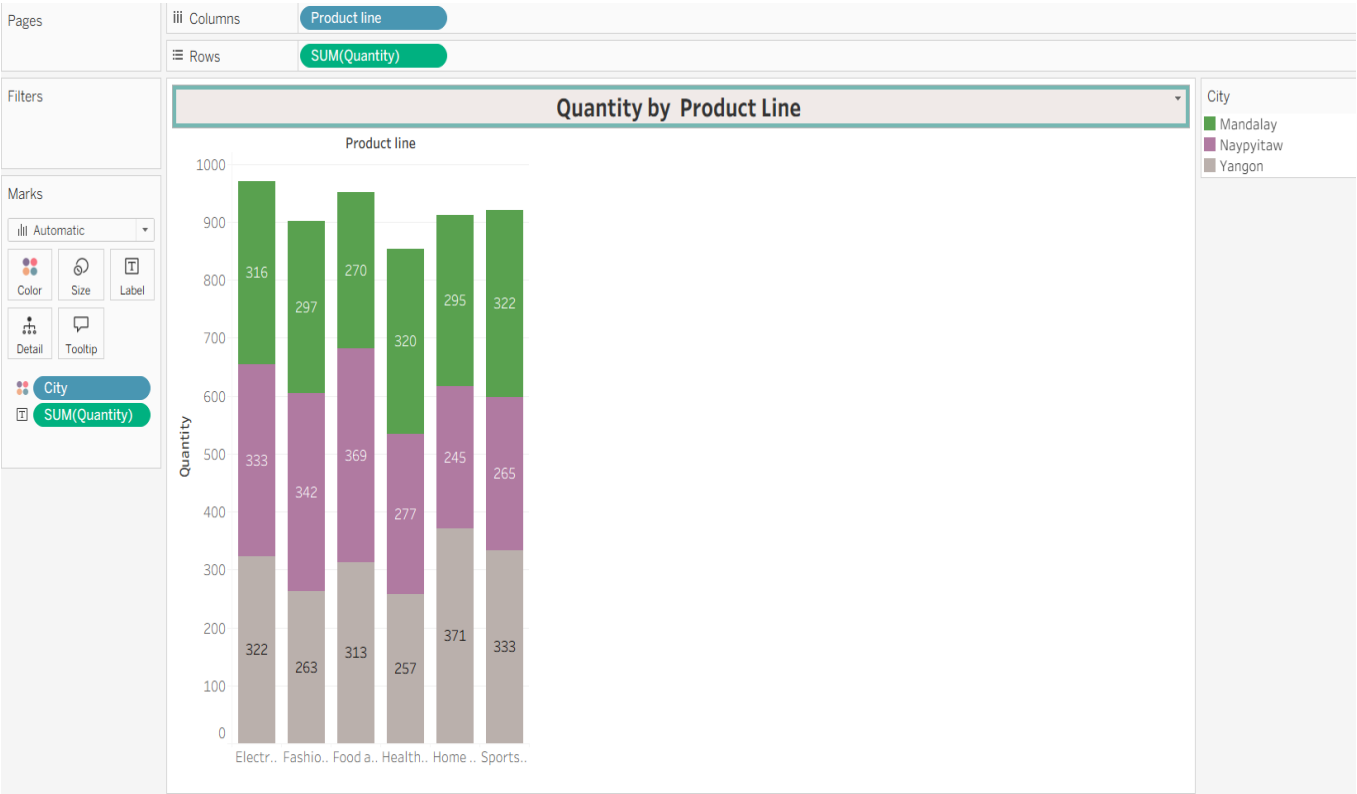 Pages
Columns
Product line
Rows
SUM(Quantity)
Filters
Marks
Automatic
Color
Size
T
Label
Detail
Tooltip
City
T
SUM(Quantity)
Quantity by  Product Line
Product line
Quantity
1000
900
800
700
600
500
400
300
200
100
0
316
297
270
320
295
322
333
342
369
277
245
265
322
263
313
257
371
333
Electr.. Fashio.. Food a.. Health.. Home .. Sports..
City
Mandalay
Naypyitaw
Yangon